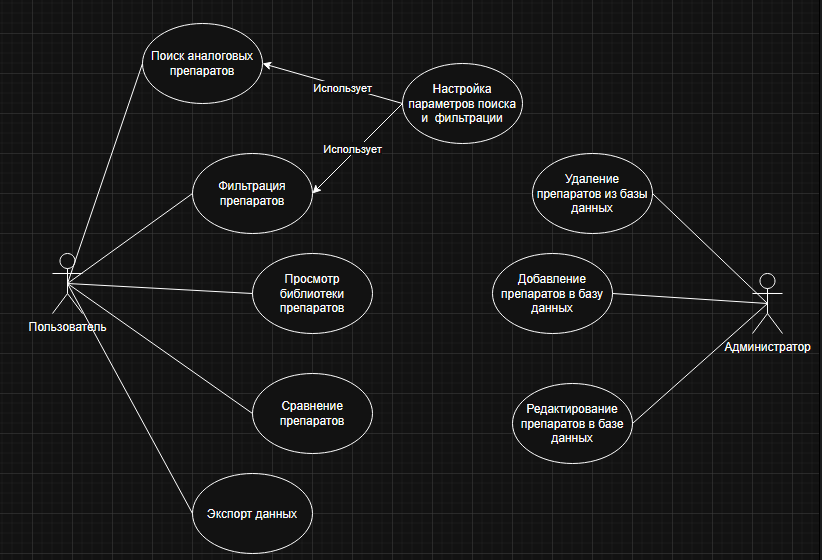 Поиск аналоговых
препаратов
Использует
Настройка
параметров поиска
и фильтрации
Использует
Фильтрация
препаратов
Удаление
препаратов из базы
данных
Просмотр
библиотеки
препаратов
Добавление
препаратов в базу
данных
Пользователь
Администратор
Сравнение
препаратов
Редактирование
препаратов в базе
данных
Экспорт данных